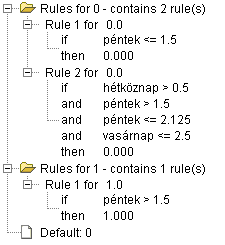 Rules for 0 - contains 2 rule(s)
Rule 1 for 0.0
if péntek <= 1.5
then 0.000
Rule 2 for 0.0
if hétköznap > 0.5
and péntek > 1.5
and péntek <= 2.125
and vasárnap <= 2.5
then 0.000
Rules for 1 - contains 1 rule(s)
Rule 1 for 1.0
if péntek > 1.5
then 1.000
Default: 0